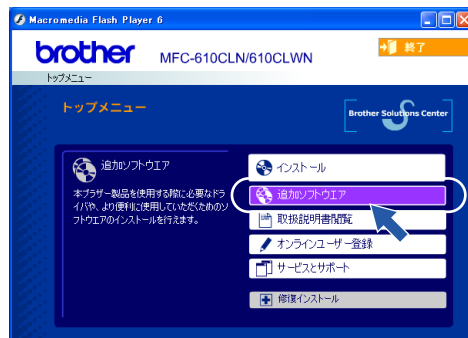 Macromedia Flash Player 6
brother
MFC-610CLN/610CLWN
終了
トップメニュー
トップメニュー
Brother Solutions Center
追加ソフトウエア
本ブラザー製品を使用する際に必要なドラ
イバや、より便利に使用していただくためのソ
フトウエアのインストールを行えます。
インストール
追加ソフトウエア
取扱説明書閲覧
オンラインユーザー登録
サービスとサポート
修復インストール